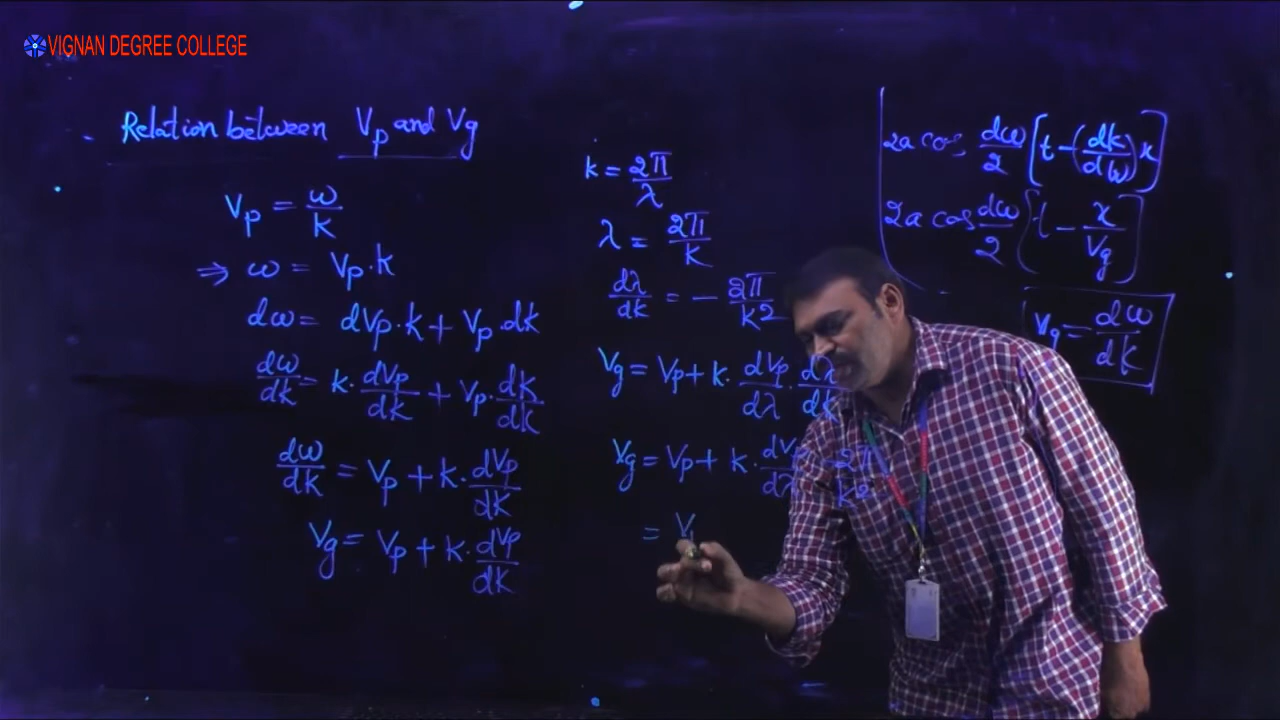 VIGNAN DEGREE COLLEGE
Relation between Vp and Vg
Vp = ω/k
⇒ ω = Vp·k
dω = dVp·k + Vp·dk
dω/dk = k·dVp/dk + Vp·dk/dk
dω/dk = Vp + k·dVp/dk
Vg = Vp + k·dVp/dk
k = 2π/λ
λ = 2π/k
dλ/dk = - 2π/k²
Vg = Vp + k·dVp/dλ·dλ/dk
Vg = Vp + k·dVp/dλ 2π/k²
= V
2a cos dω/2 [t - (dk/dω)x]
2a cos dω/2 [t - x/Vg]
Vg = dω/dk